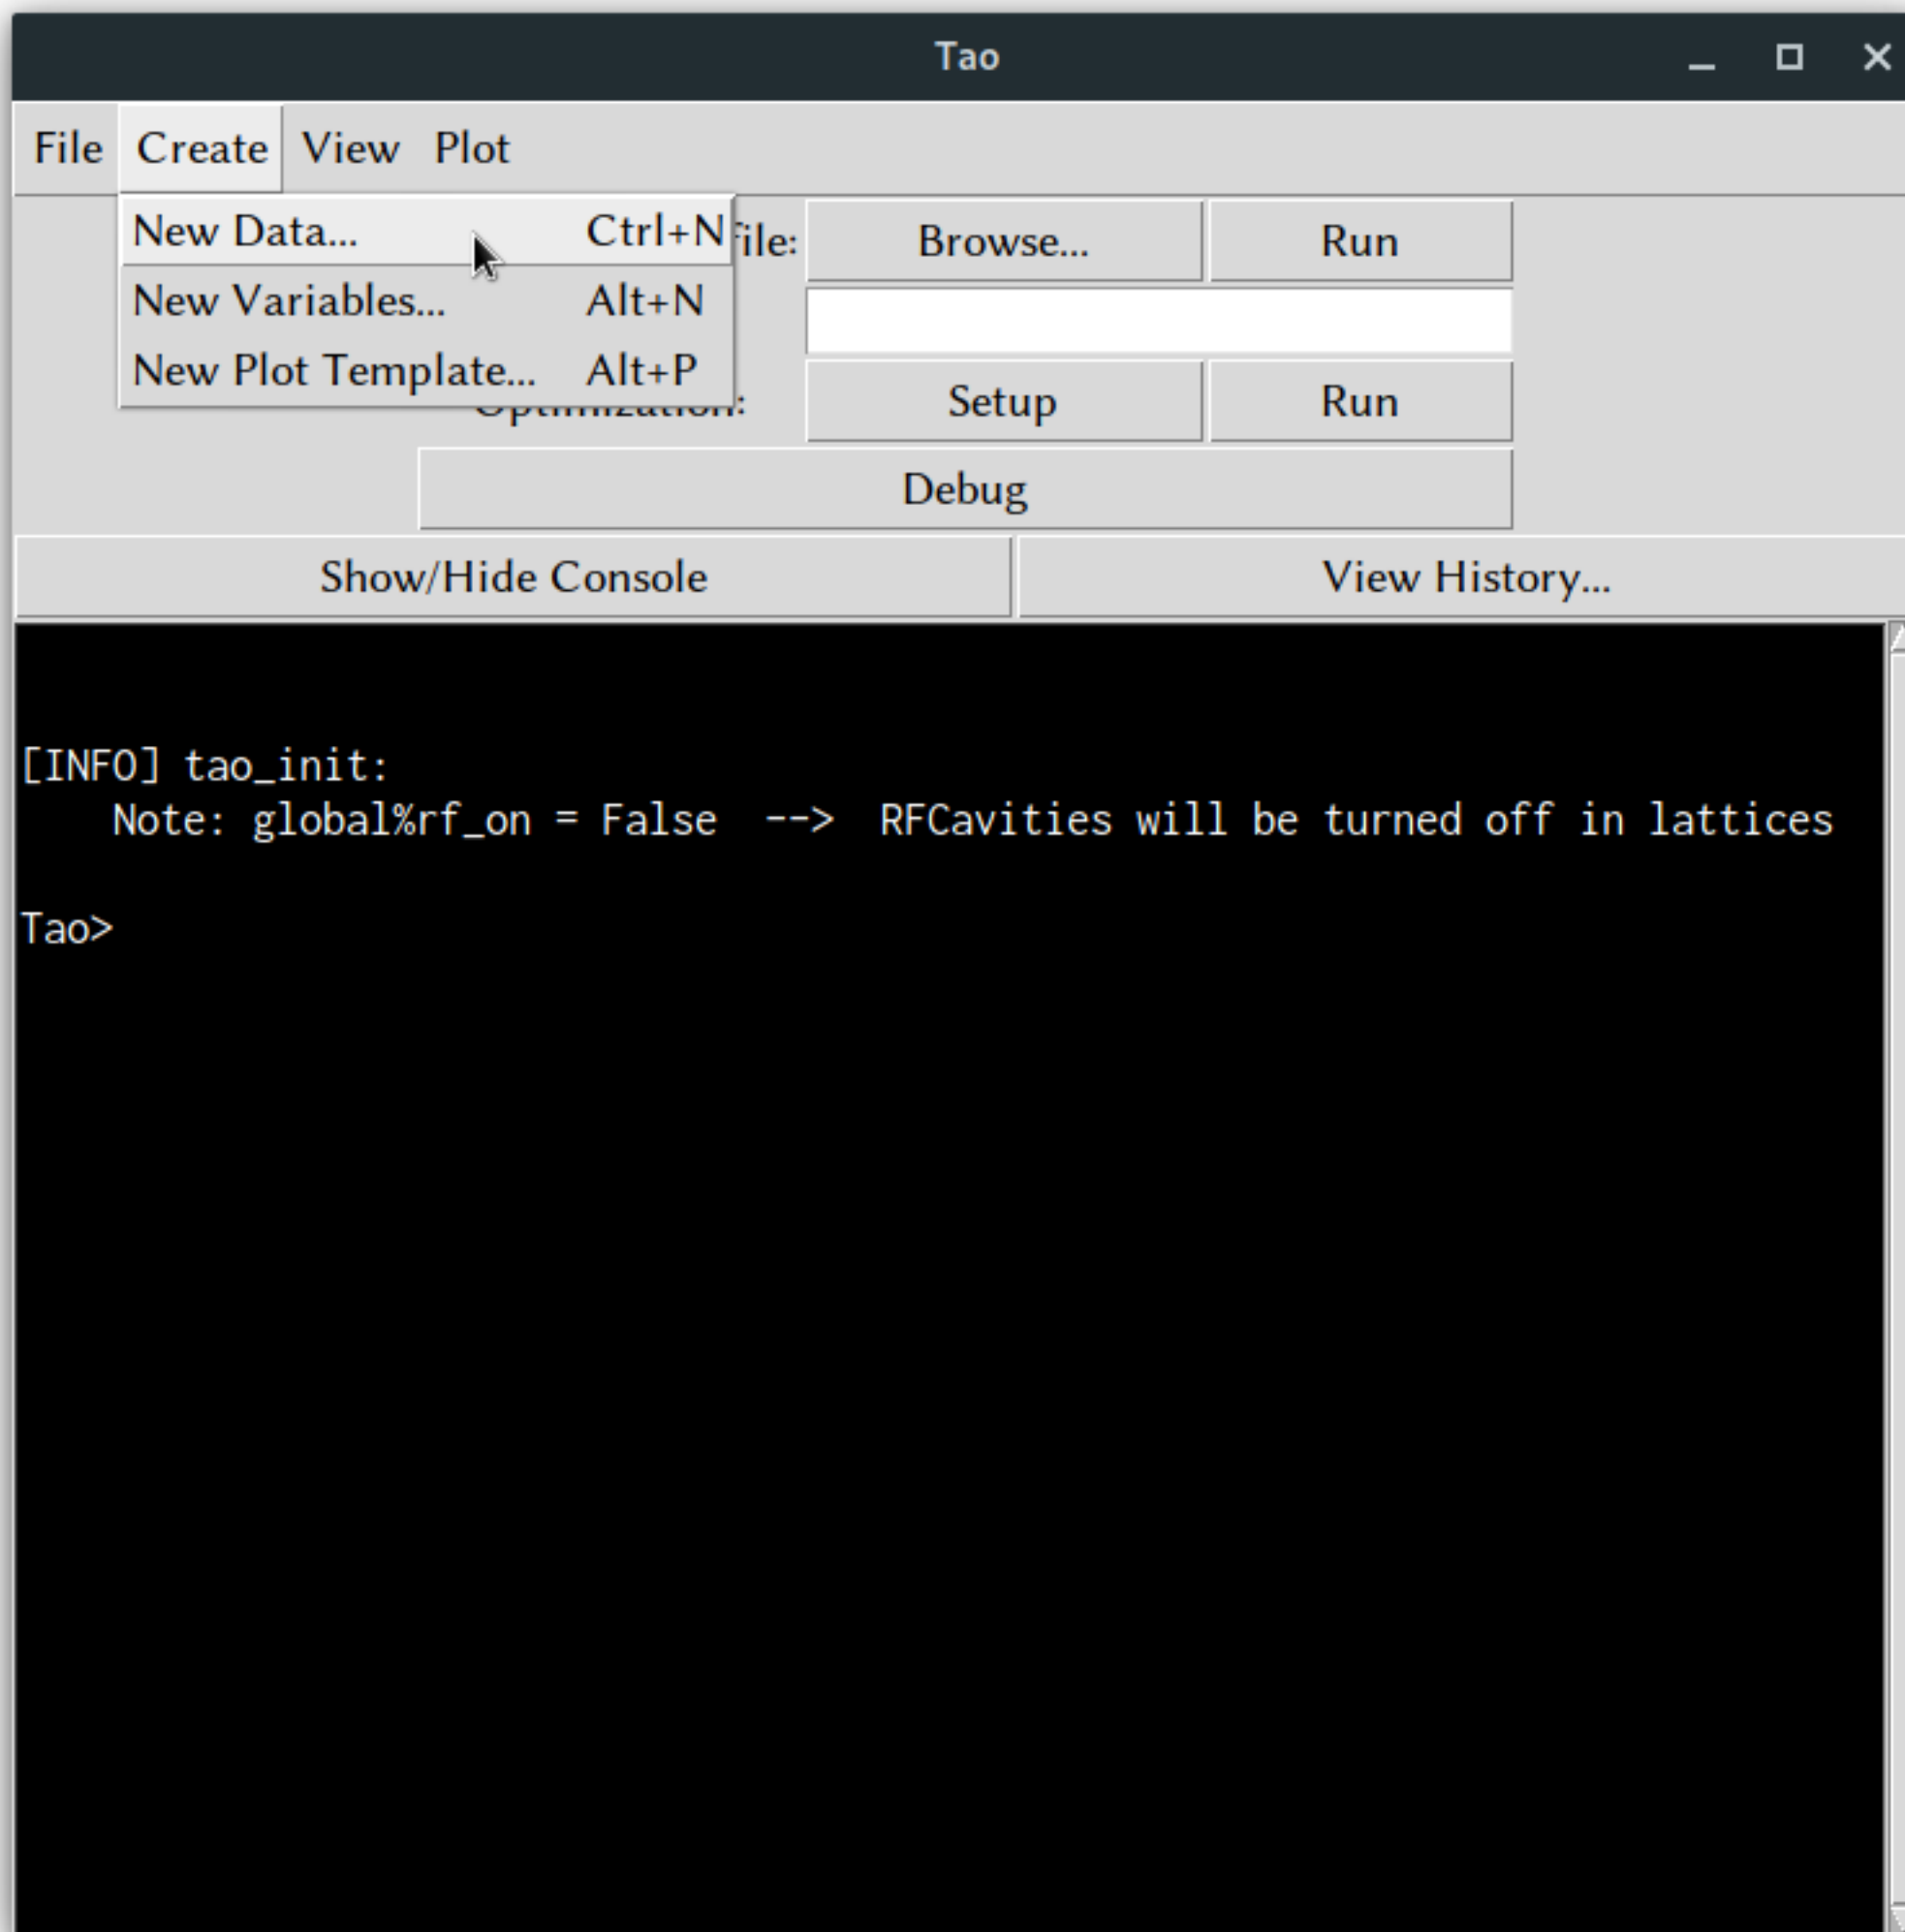 Tao
File Create View Plot
New Data... Ctrl+N
New Variables... Alt+N
New Plot Template... Alt+P
file: Browse... Run
Optimization: Setup Run
Debug
Show/Hide Console View History...
[INFO] tao_init:
Note: global%rf_on = False --> RFCavities will be turned off in lattices
Tao>